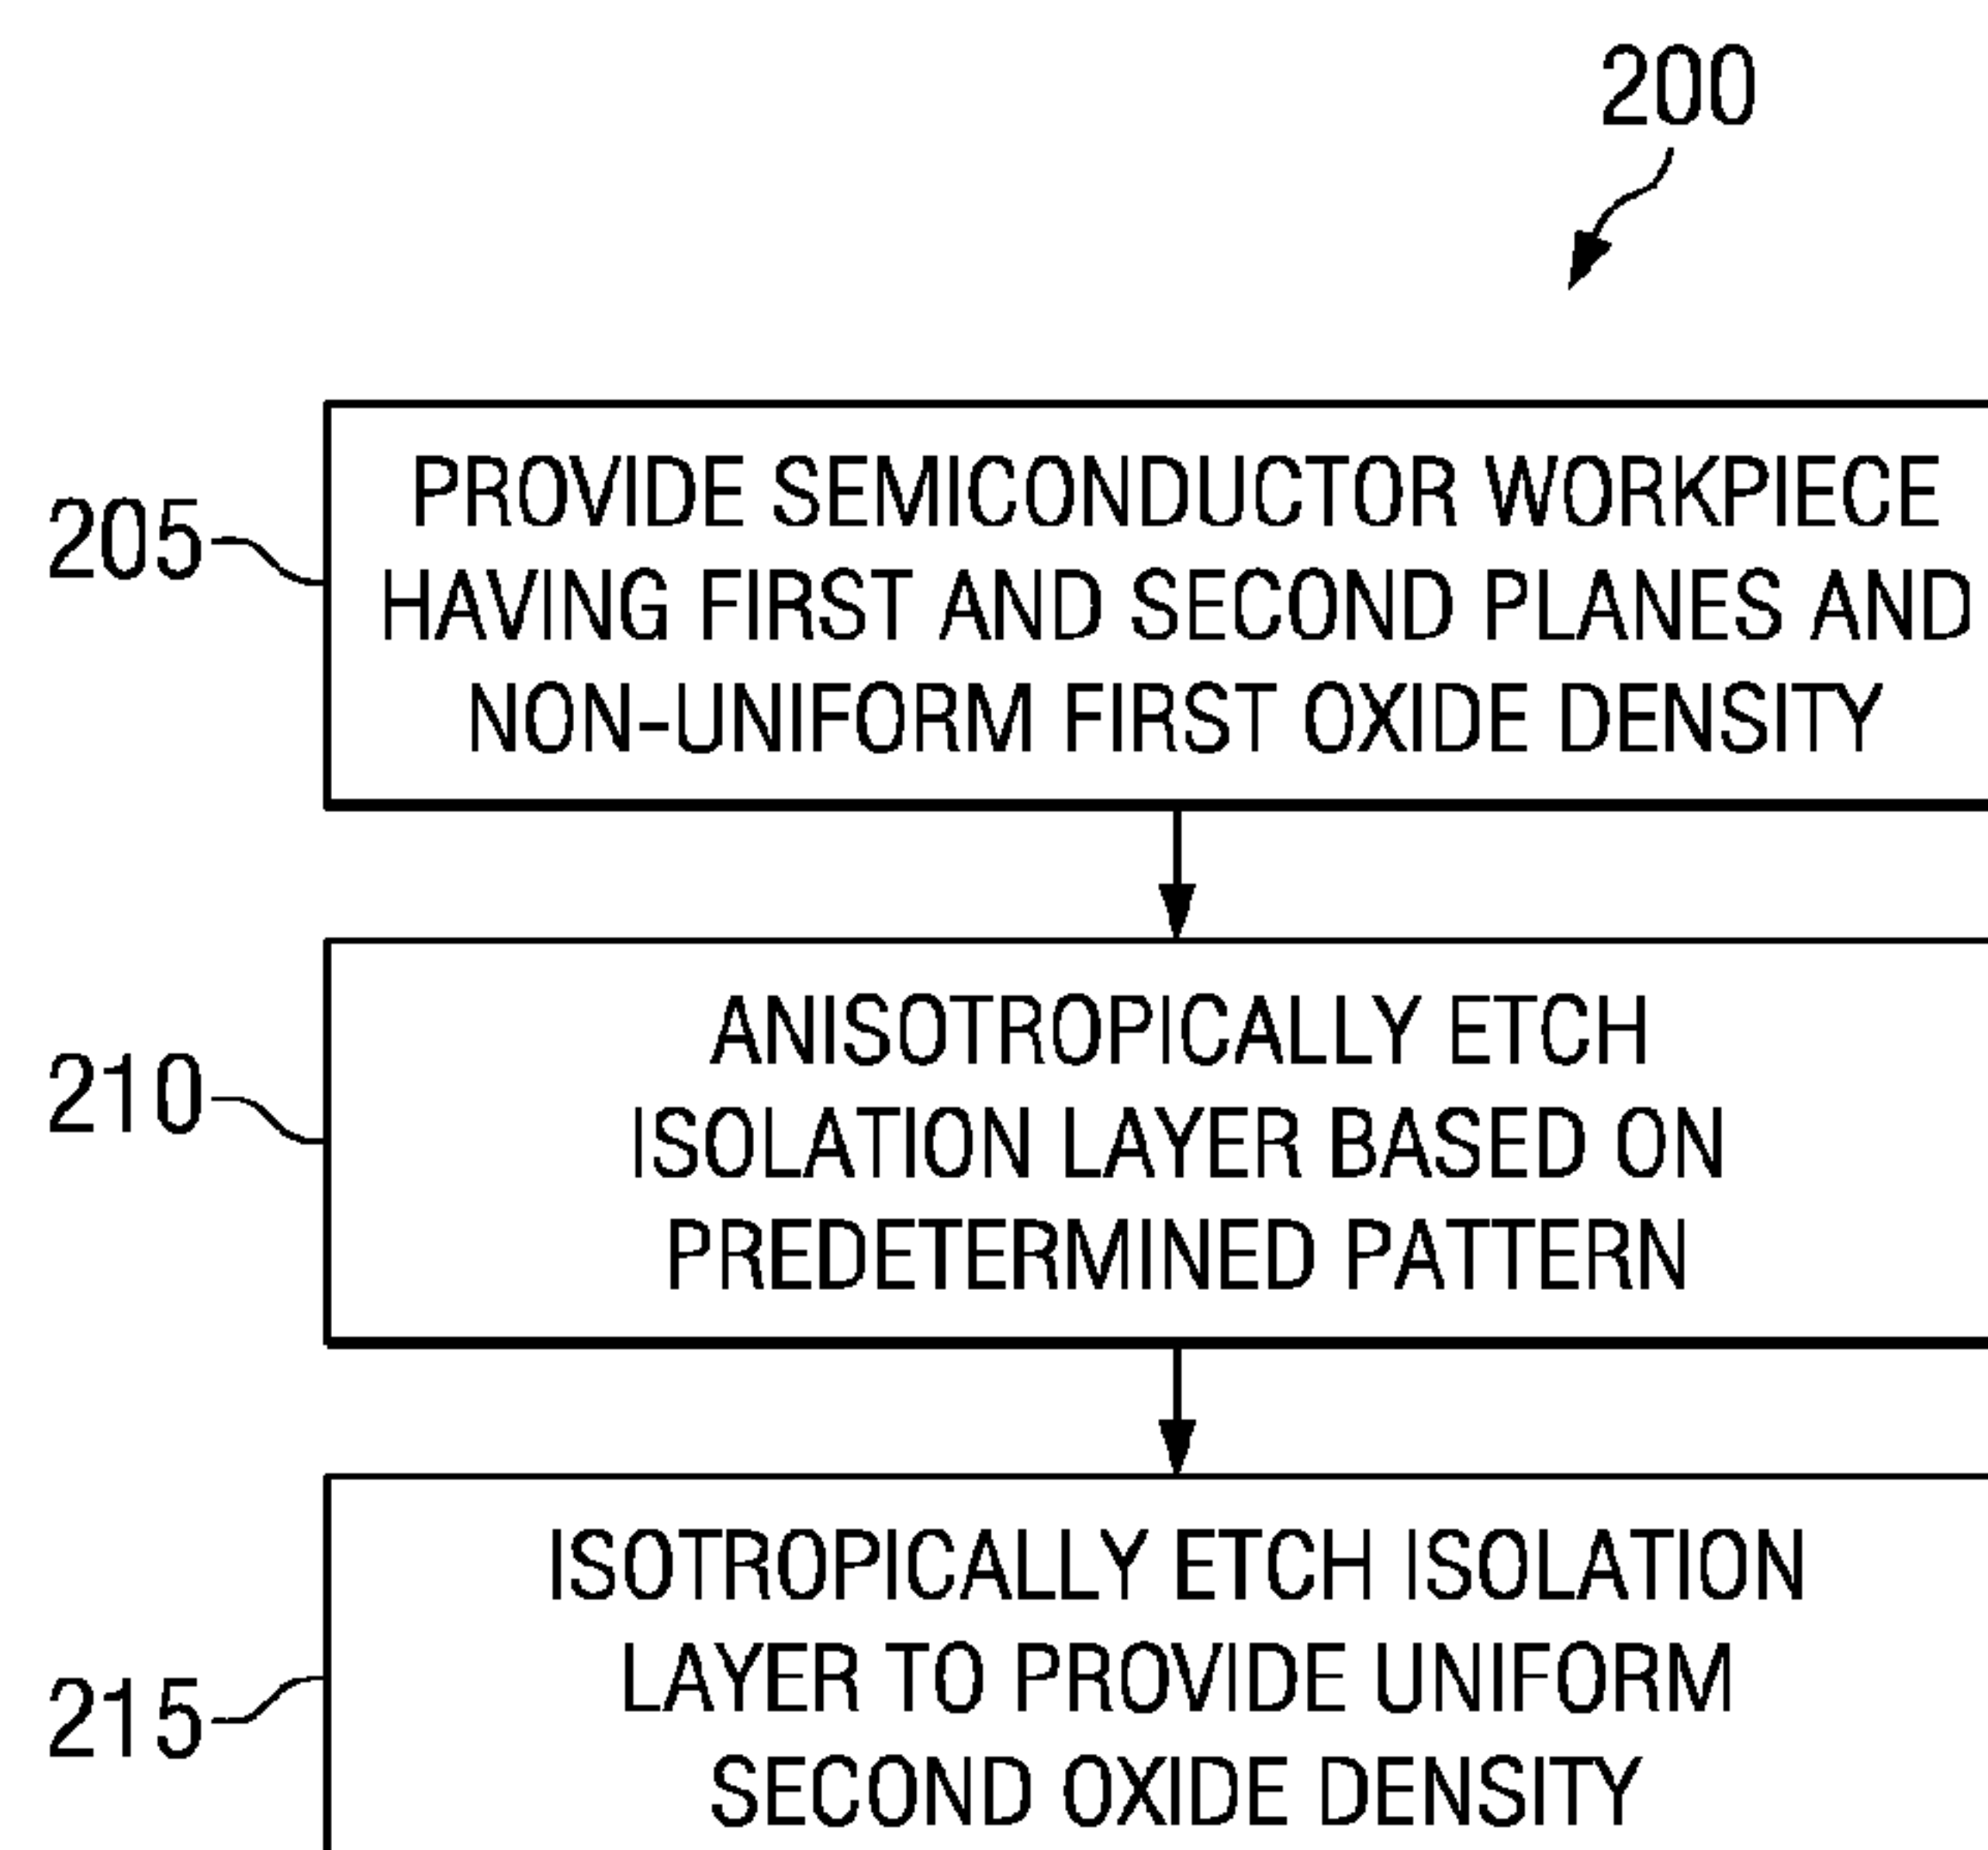 200
205
PROVIDE SEMICONDUCTOR WORKPIECE
HAVING FIRST AND SECOND PLANES AND
NON-UNIFORM FIRST OXIDE DENSITY
210
ANISOTROPICALLY ETCH
ISOLATION LAYER BASED ON
PREDETERMINED PATTERN
215
ISOTROPICALLY ETCH ISOLATION
LAYER TO PROVIDE UNIFORM
SECOND OXIDE DENSITY